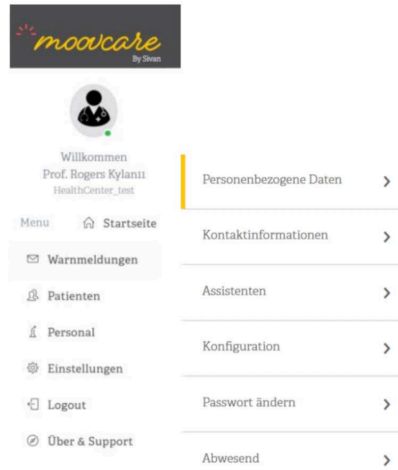 moovcare
By Sivan
Willkommen
Prof. Rogers Kylan11
HealthCenter_test
Menu
Startseite
Warnmeldungen
Patienten
Personal
Einstellungen
Logout
Über & Support
Personenbezogene Daten
Kontaktinformationen
Assistenten
Konfiguration
Passwort ändern
Abwesend